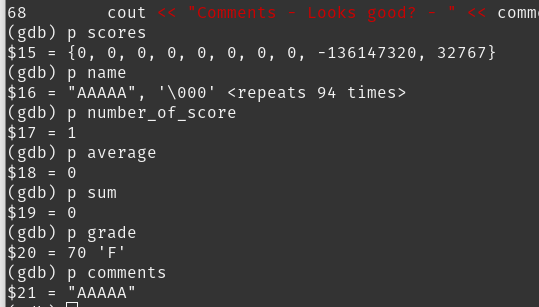 68        cout << "Comments - Looks good? - " << comm
(gdb) p scores
$15 = {0, 0, 0, 0, 0, 0, 0, 0, -136147320, 32767}
(gdb) p name
$16 = "AAAAA", '\000' <repeats 94 times>
(gdb) p number_of_score
$17 = 1
(gdb) p average
$18 = 0
(gdb) p sum
$19 = 0
(gdb) p grade
$20 = 70 'F'
(gdb) p comments
$21 = "AAAAA"
(gdb)